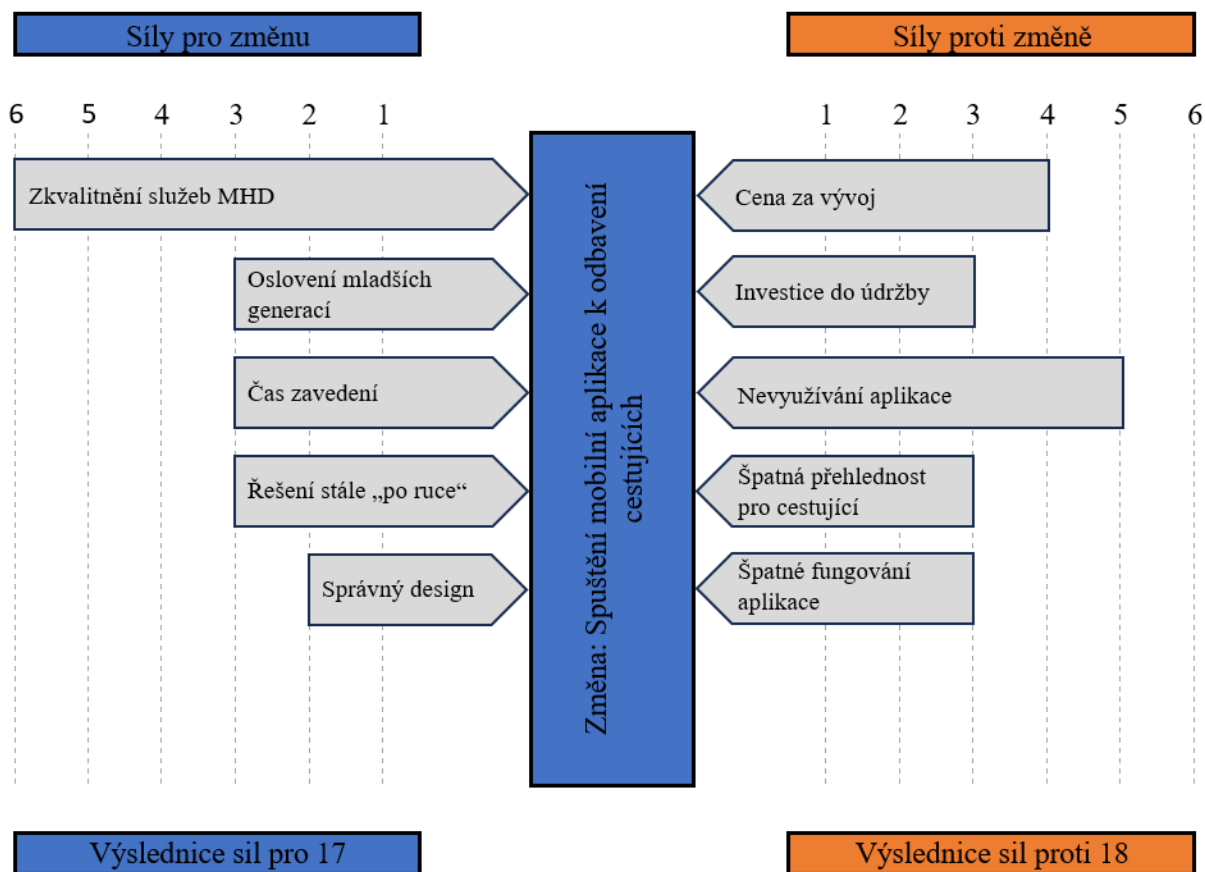 Síly pro změnu
Síly proti změně
6 5 4 3 2 1
1 2 3 4 5 6
Zkvalitnění služeb MHD
Oslovení mladších
generací
Čas zavedení
Řešení stále „po ruce“
Správný design
Změna: Spuštění mobilní aplikace k odbavení
cestujících
Cena za vývoj
Investice do údržby
Nevyužívání aplikace
Špatná přehlednost
pro cestující
Špatné fungování
aplikace
Výslednice sil pro 17
Výslednice sil proti 18